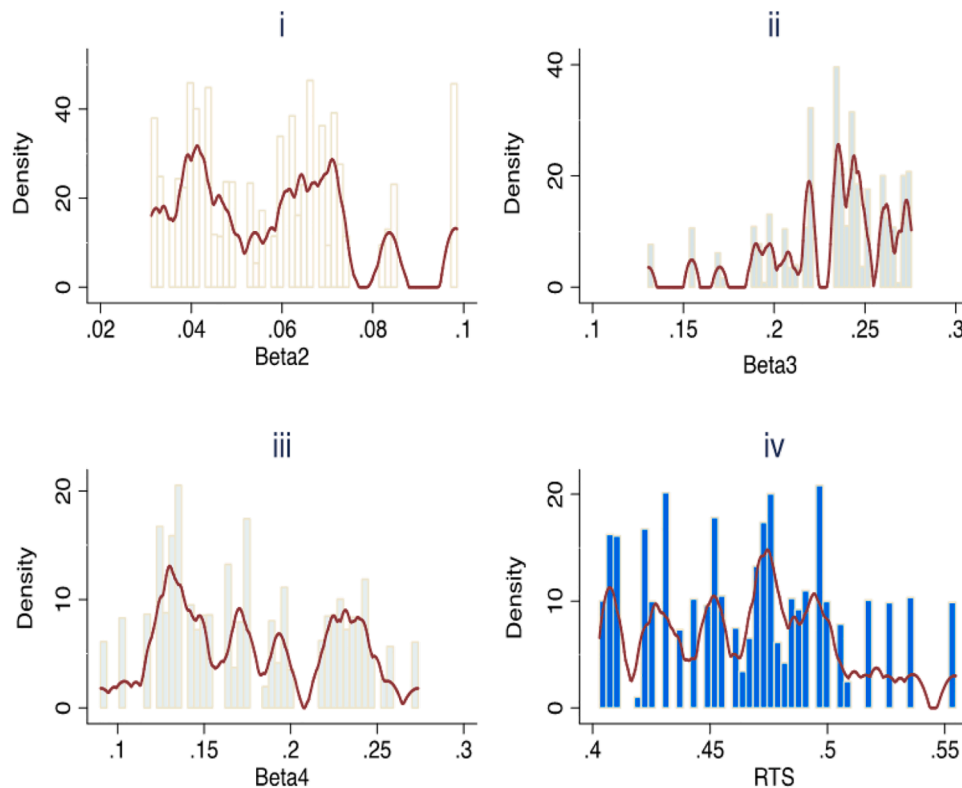 i
ii
Density
0 20 40
.02 .04 .06 .08 .1
Beta2
Density
0 20 40
.1 .15 .2 .25 .3
Beta3
iii
iv
Density
0 10 20
.1 .15 .2 .25 .3
Beta4
Density
0 10 20
.4 .45 .5 .55
RTS